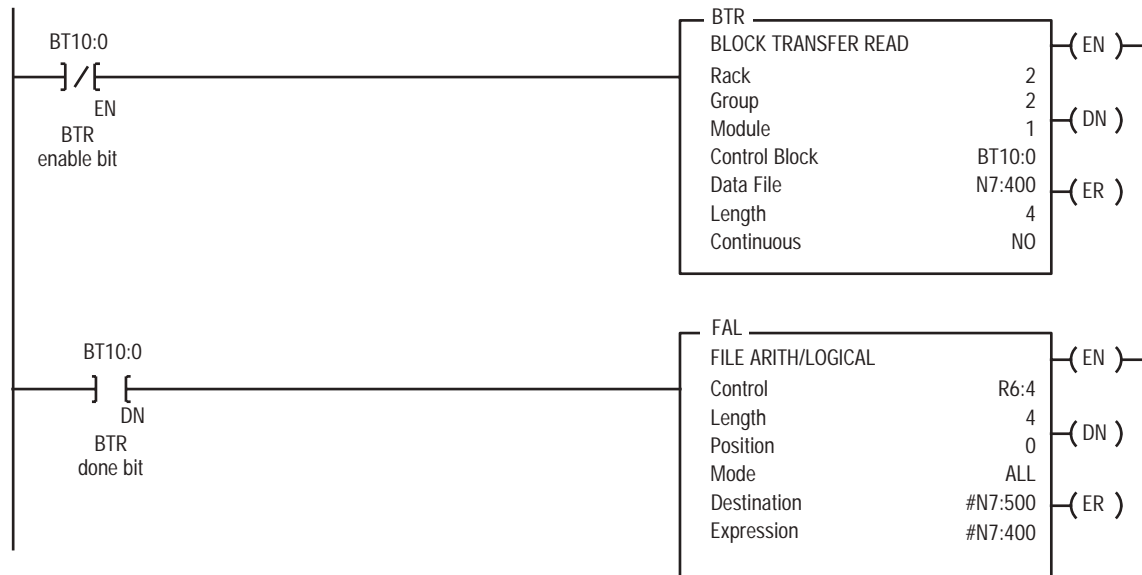 BT10:0
EN
BTR
enable bit
BTR
BLOCK TRANSFER READ
Rack 2
Group 2
Module 1
Control Block BT10:0
Data File N7:400
Length 4
Continuous NO
EN
DN
ER
BT10:0
DN
BTR
done bit
FAL
FILE ARITH/LOGICAL
Control R6:4
Length 4
Position 0
Mode ALL
Destination #N7:500
Expression #N7:400
EN
DN
ER